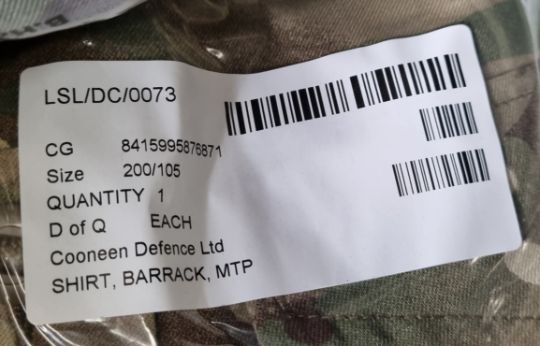 LSL/DC/0073
CG 8415995876871
Size 200/105
QUANTITY 1
D of Q EACH
Cooneen Defence Ltd
SHIRT, BARRACK, MTP